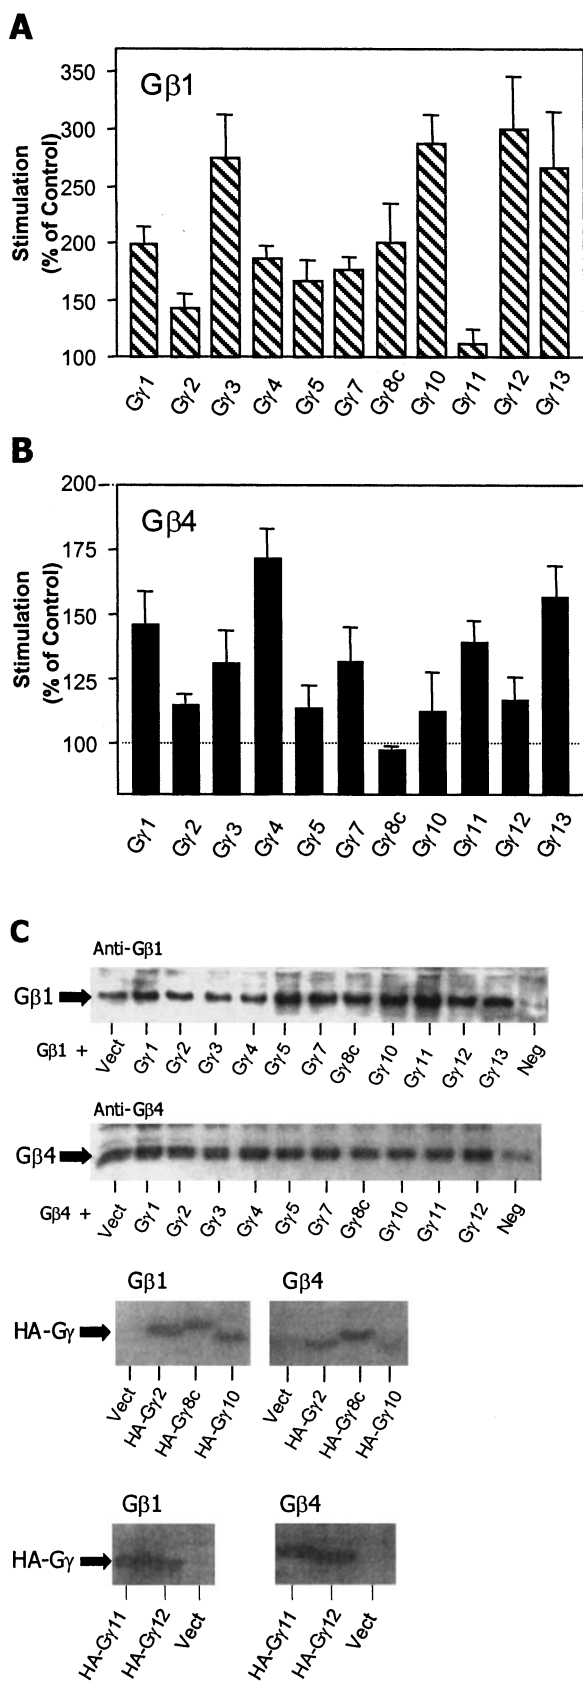 A
Gβ1
Stimulation
(% of Control)
350
300
250
200
150
100
Gγ1 Gγ2 Gγ3 Gγ4 Gγ5 Gγ7 Gγ8c Gγ10 Gγ11 Gγ12 Gγ13
B
Gβ4
Stimulation
(% of Control)
200
175
150
125
100
Gγ1 Gγ2 Gγ3 Gγ4 Gγ5 Gγ7 Gγ8c Gγ10 Gγ11 Gγ12 Gγ13
C
Anti-Gβ1
Gβ1
Gβ1 + Vect Gγ1 Gγ2 Gγ3 Gγ4 Gγ5 Gγ7 Gγ8c Gγ10 Gγ11 Gγ12 Gγ13 Neg
Anti-Gβ4
Gβ4
Gβ4 + Vect Gγ1 Gγ2 Gγ3 Gγ4 Gγ5 Gγ7 Gγ8c Gγ10 Gγ11 Gγ12 Neg
Gβ1 Gβ4
HA-Gγ
Vect HA-Gγ2 HA-Gγ8c HA-Gγ10 Vect HA-Gγ2 HA-Gγ8c HA-Gγ10
Gβ1 Gβ4
HA-Gγ
HA-Gγ11 HA-Gγ12 Vect HA-Gγ11 HA-Gγ12 Vect